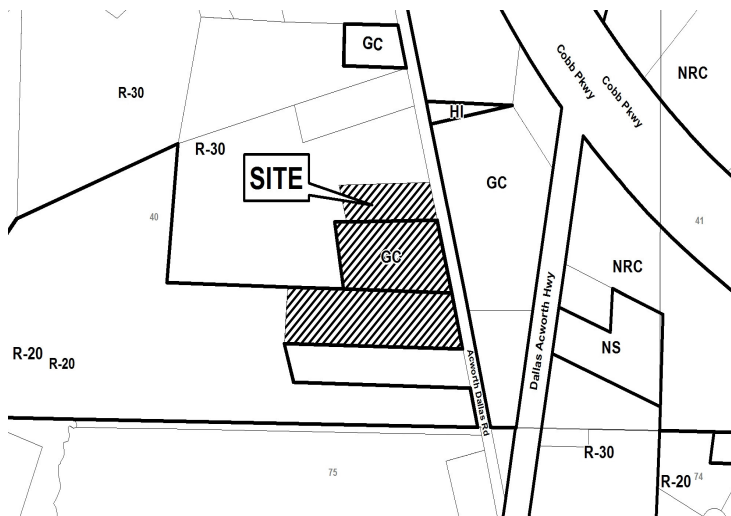 GC
Cobb Pkwy
Cobb Pkwy
NRC
R-30
HI
R-30
SITE
GC
40
41
GC
NRC
Dallas Acworth Hwy
NS
R-20
R-20
Acworth Dallas Rd
R-30
75
R-20
74